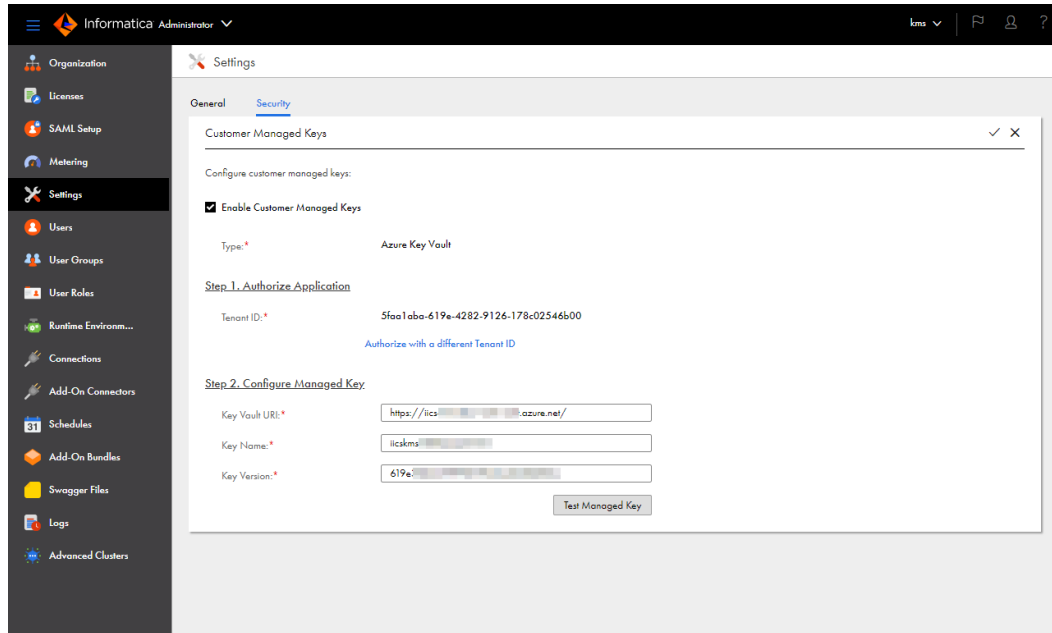 Informatica Administrator
kms
?
Organization
Licenses
SAML Setup
Metering
Settings
Users
User Groups
User Roles
Runtime Environm...
Connections
Add-On Connectors
31 Schedules
Add-On Bundles
Swagger Files
Logs
Advanced Clusters
Settings
General Security
Customer Managed Keys
Configure customer managed keys:
Enable Customer Managed Keys
Type:* Azure Key Vault
Step 1. Authorize Application
Tenant ID:* 5faa1aba-619e-4282-9126-178c02546b00
Authorize with a different Tenant ID
Step 2. Configure Managed Key
Key Vault URI:* https://iics .azure.net/
Key Name:* iicskms
Key Version:* 619e
Test Managed Key